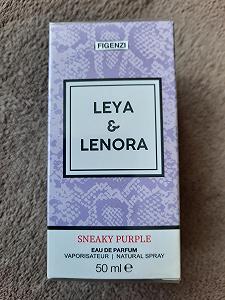 FIGENZI
LEYA
&
LENORA
SNEAKY PURPLE
EAU DE PARFUM
VAPORISATEUR | NATURAL SPRAY
50 ml ℮